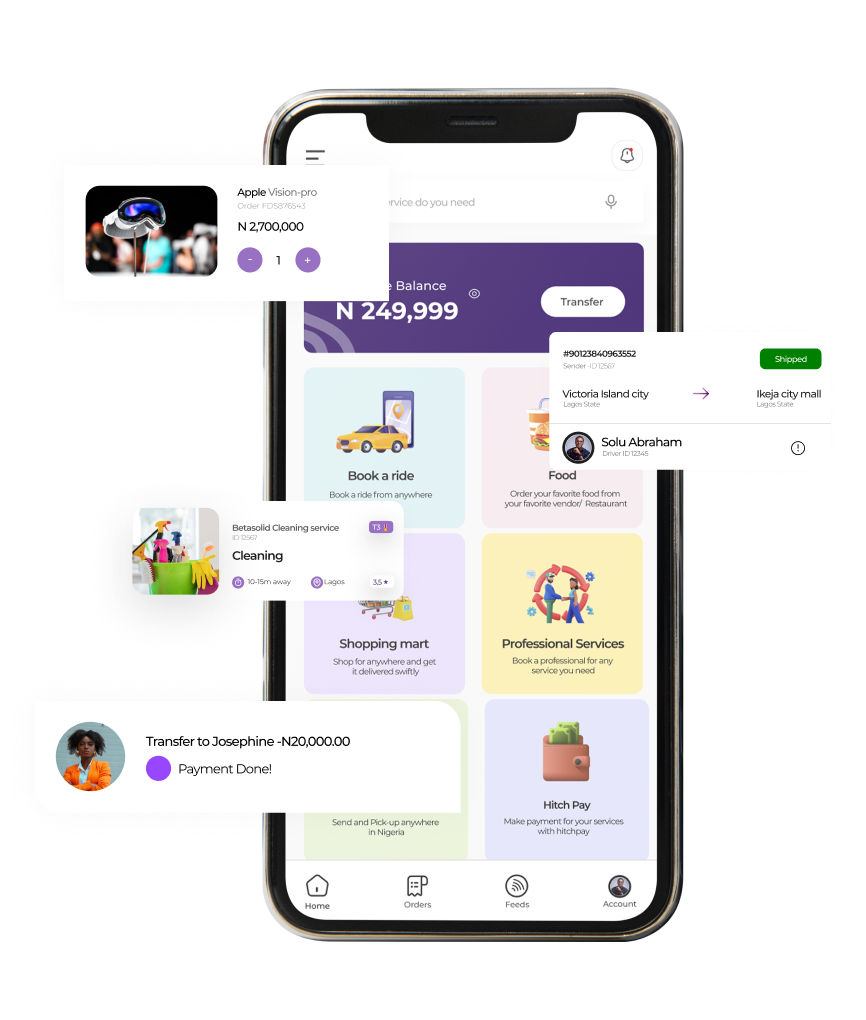 Apple Vision-pro
Order FDS876543
N 2,700,000
- 1 +
do you need
Balance
N 249,999
Transfer
#90123840963552
Sender ID 12567
Shipped
Victoria Island city
Lagos State
Ikeja city mall
Lagos State
Solu Abraham
Driver ID 12345
Book a ride
Book a ride from anywhere
Food
Order your favorite food from
your favorite vendor/ Restaurant
Betasolid Cleaning service
ID 12567
T3
Cleaning
10-15m away
Lagos
3,5 ★
Shopping mart
Shop for anywhere and get
it delivered swiftly
Professional Services
Book a professional for any
service you need
Transfer to Josephine -N20,000.00
Payment Done!
Send and Pick-up anywhere
in Nigeria
Hitch Pay
Make payment for your services
with hitchpay
Home
Orders
Feeds
Account